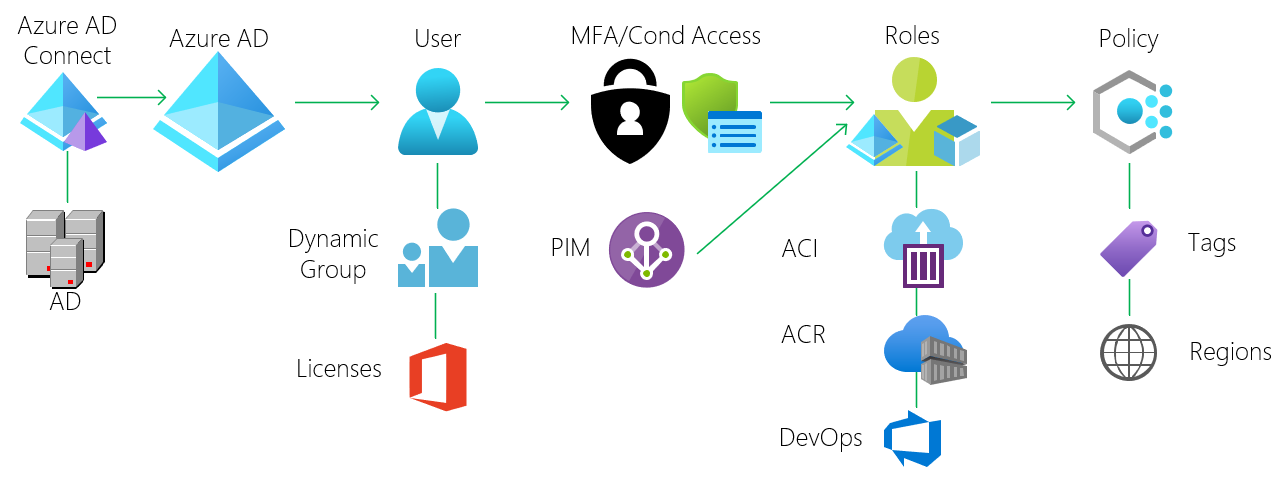 Azure AD
Connect
Azure AD
User
MFA/Cond Access
Roles
Policy
AD
Dynamic
Group
Licenses
PIM
ACI
ACR
DevOps
Tags
Regions